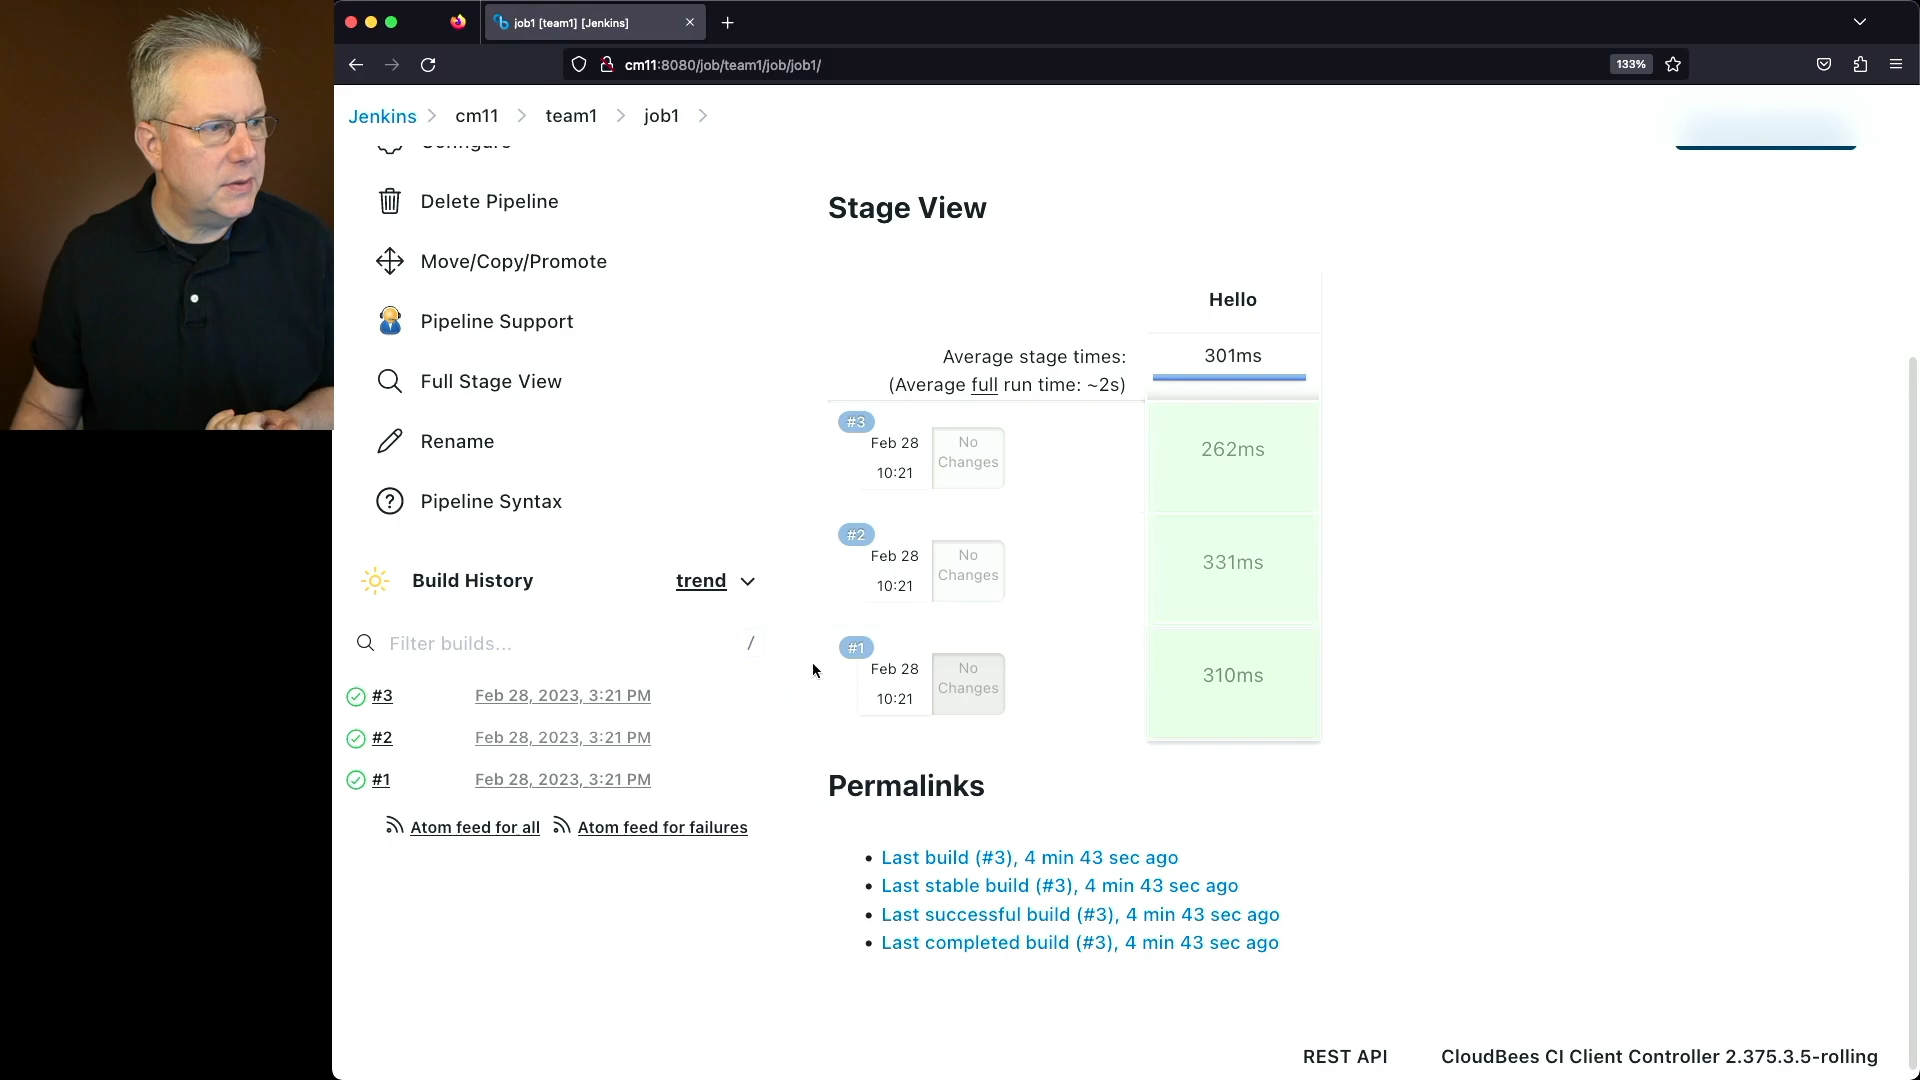 job1 [team1] [Jenkins]
cm11:8080/job/team1/job/job1/
133%
Jenkins
cm11
team1
job1
Configure
Delete Pipeline
Move/Copy/Promote
Pipeline Support
Full Stage View
Rename
Pipeline Syntax
Build History
trend
Filter builds...
/
#3
Feb 28, 2023, 3:21 PM
#2
Feb 28, 2023, 3:21 PM
#1
Feb 28, 2023, 3:21 PM
Atom feed for all
Atom feed for failures
Stage View
Hello
Average stage times:
301ms
(Average full run time: ~2s)
#3
Feb 28
10:21
No
Changes
262ms
#2
Feb 28
10:21
No
Changes
331ms
#1
Feb 28
10:21
No
Changes
310ms
Permalinks
Last build (#3), 4 min 43 sec ago
Last stable build (#3), 4 min 43 sec ago
Last successful build (#3), 4 min 43 sec ago
Last completed build (#3), 4 min 43 sec ago
REST API
CloudBees CI Client Controller 2.375.3.5-rolling